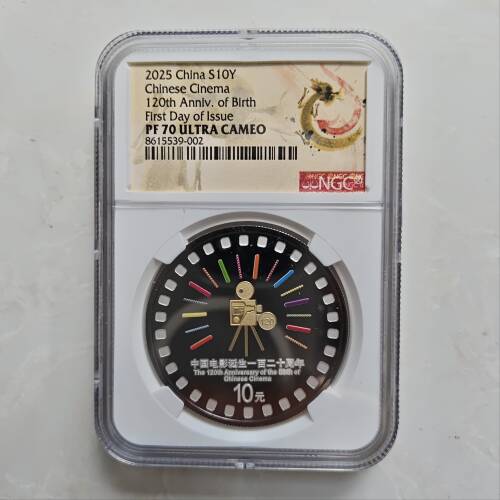 2025 China S10Y
Chinese Cinema
120th Anniv. of Birth
First Day of Issue
PF 70 ULTRA CAMEO
8615539-002
NGC
中国电影诞生一百二十周年
The 120th Anniversary of the Birth of
Chinese Cinema
10元